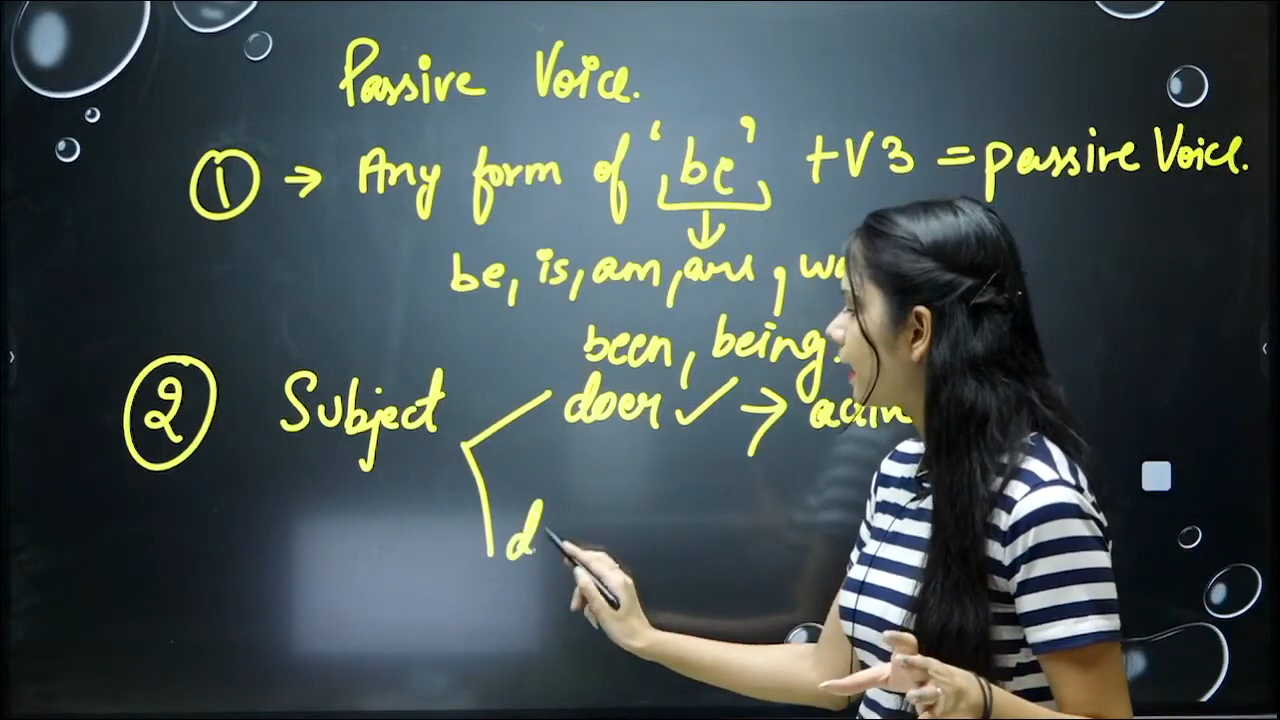 Passive Voice.
① → Any form of 'be' + V3 = passive Voice.
be, is, am, are,
been, being.
② Subject
doer ✓ →
d